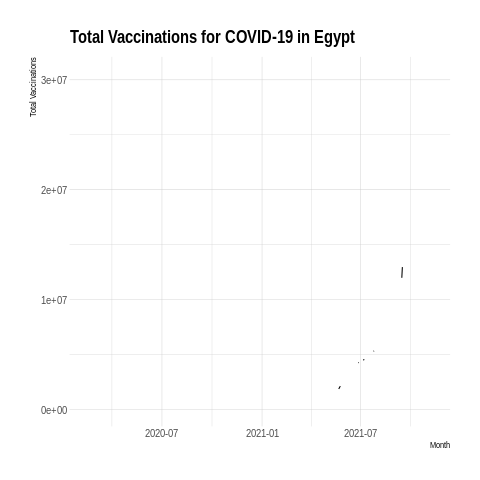 Total Vaccinations for COVID-19 in Egypt
Total Vaccinations
3e+07
2e+07
1e+07
0e+00
2020-07 2021-01 2021-07
Month